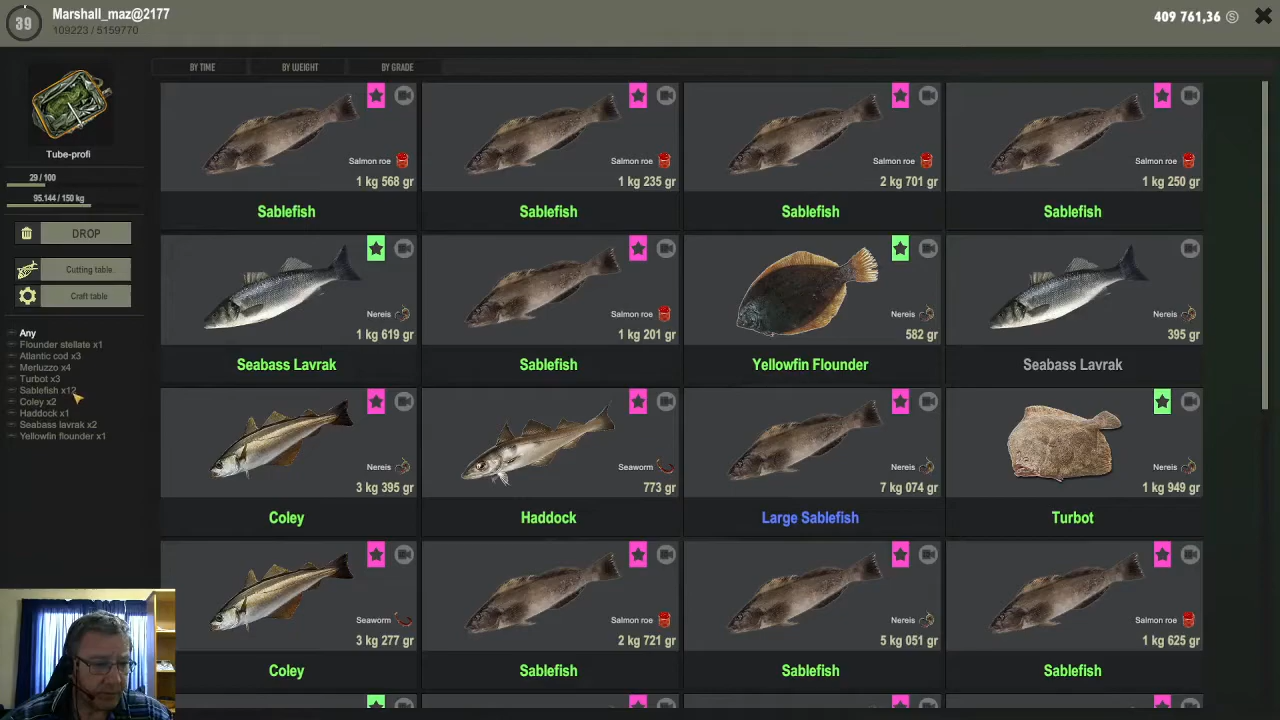 39
Marshall_maz@2177
109223 / 5159770
409 761,36
BY TIME
BY WEIGHT
BY GRADE
Tube-profi
29 / 100
95.144 / 150 kg
DROP
Cutting table
Craft table
Any
Flounder stellate x1
Atlantic cod x3
Merluzzo x4
Turbot x3
Sablefish x12
Coley x2
Haddock x1
Seabass lavrak x2
Yellowfin flounder x1
Salmon roe
1 kg 568 gr
Sablefish
Salmon roe
1 kg 235 gr
Sablefish
Salmon roe
2 kg 701 gr
Sablefish
Salmon roe
1 kg 250 gr
Sablefish
Nereis
1 kg 619 gr
Seabass Lavrak
Salmon roe
1 kg 201 gr
Sablefish
Nereis
582 gr
Yellowfin Flounder
Nereis
395 gr
Seabass Lavrak
Nereis
3 kg 395 gr
Coley
Seaworm
773 gr
Haddock
Nereis
7 kg 074 gr
Large Sablefish
Nereis
1 kg 949 gr
Turbot
Seaworm
3 kg 277 gr
Coley
Salmon roe
2 kg 721 gr
Sablefish
Nereis
5 kg 051 gr
Sablefish
Salmon roe
1 kg 625 gr
Sablefish